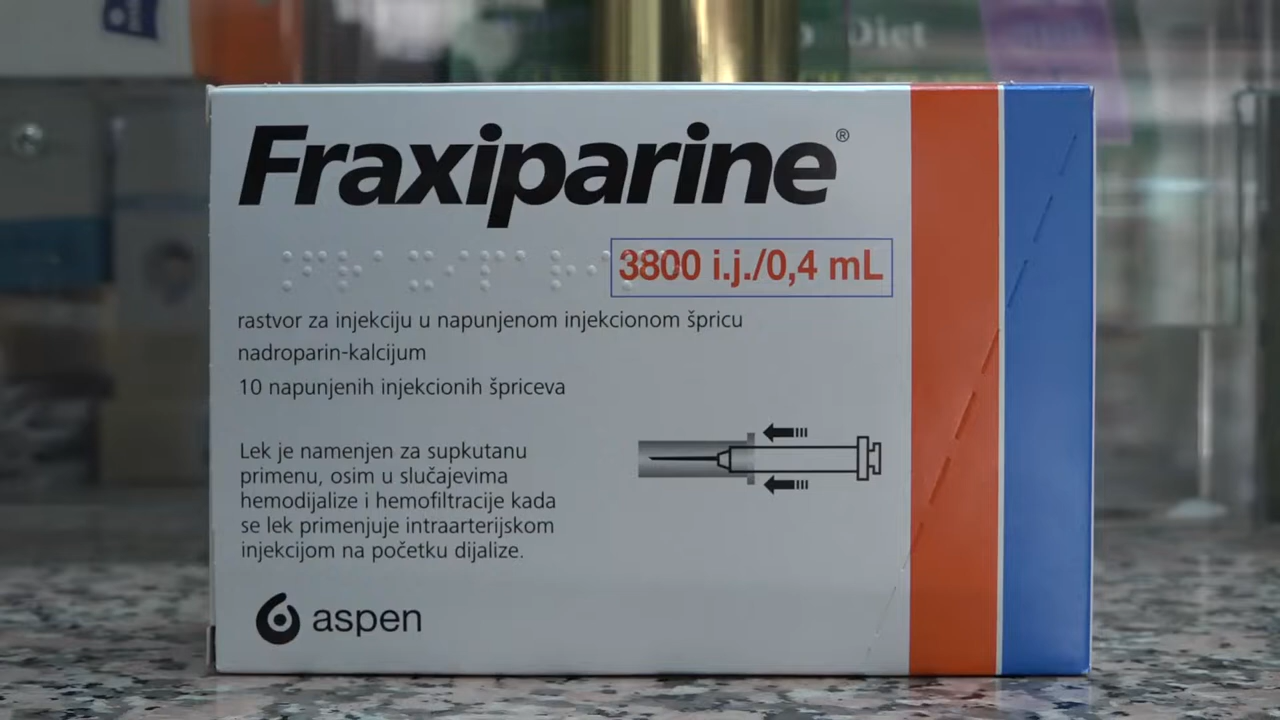 Diet
Fraxiparine®
3800 i.j./0,4 mL
rastvor za injekciju u napunjenom injekcionom špricu
nadroparin-kalcijum
10 napunjenih injekcionih špriceva
Lek je namenjen za supkutanu
primenu, osim u slučajevima
hemodijalize i hemofiltracije kada
se lek primenjuje intraarterijskom
injekcijom na početku dijalize.
aspen